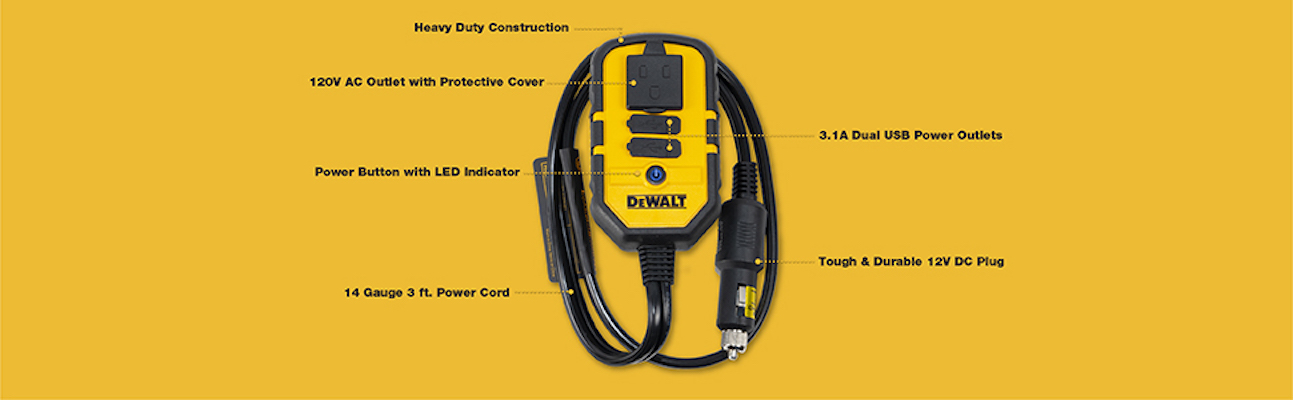 Heavy Duty Construction
120V AC Outlet with Protective Cover
3.1A Dual USB Power Outlets
Power Button with LED Indicator
DEWALT
Tough & Durable 12V DC Plug
14 Gauge 3 ft. Power Cord